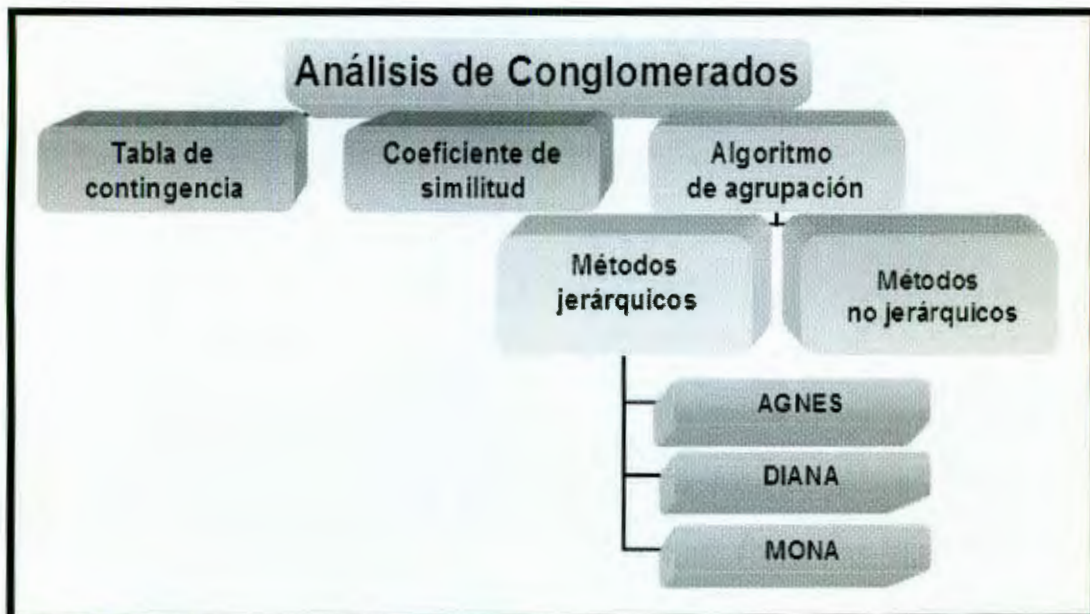 Análisis de Conglomerados
Tabla de
contingencia
Coeficiente de
similitud
Algoritmo
de agrupación
Métodos
jerárquicos
Métodos
no jerárquicos
AGNES
DIANA
MONA